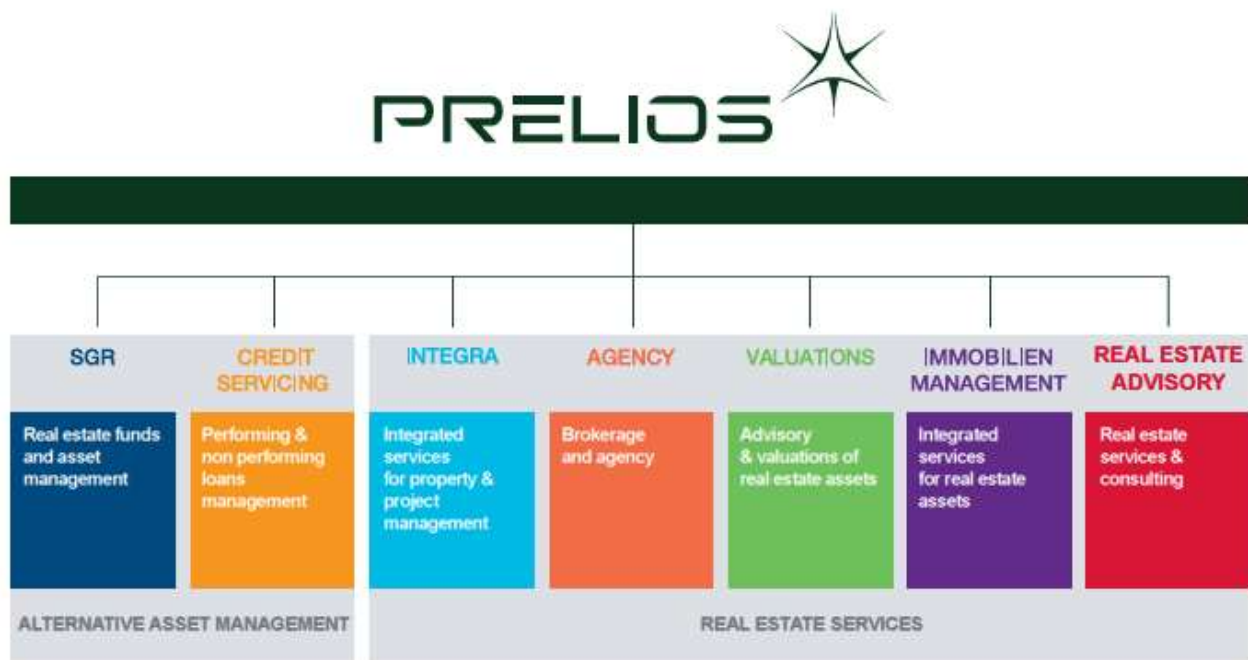 PRELIOS
SGR
Real estate funds
and asset
management
CREDIT
SERVICING
Performing &
non performing
loans
management
INTEGRA
Integrated
services
for property &
project
management
AGENCY
Brokerage
and agency
VALUATIONS
Advisory
& valuations of
real estate assets
IMMOBILIEN
MANAGEMENT
Integrated
services
for real estate
assets
REAL ESTATE
ADVISORY
Real estate
services &
consulting
ALTERNATIVE ASSET MANAGEMENT
REAL ESTATE SERVICES